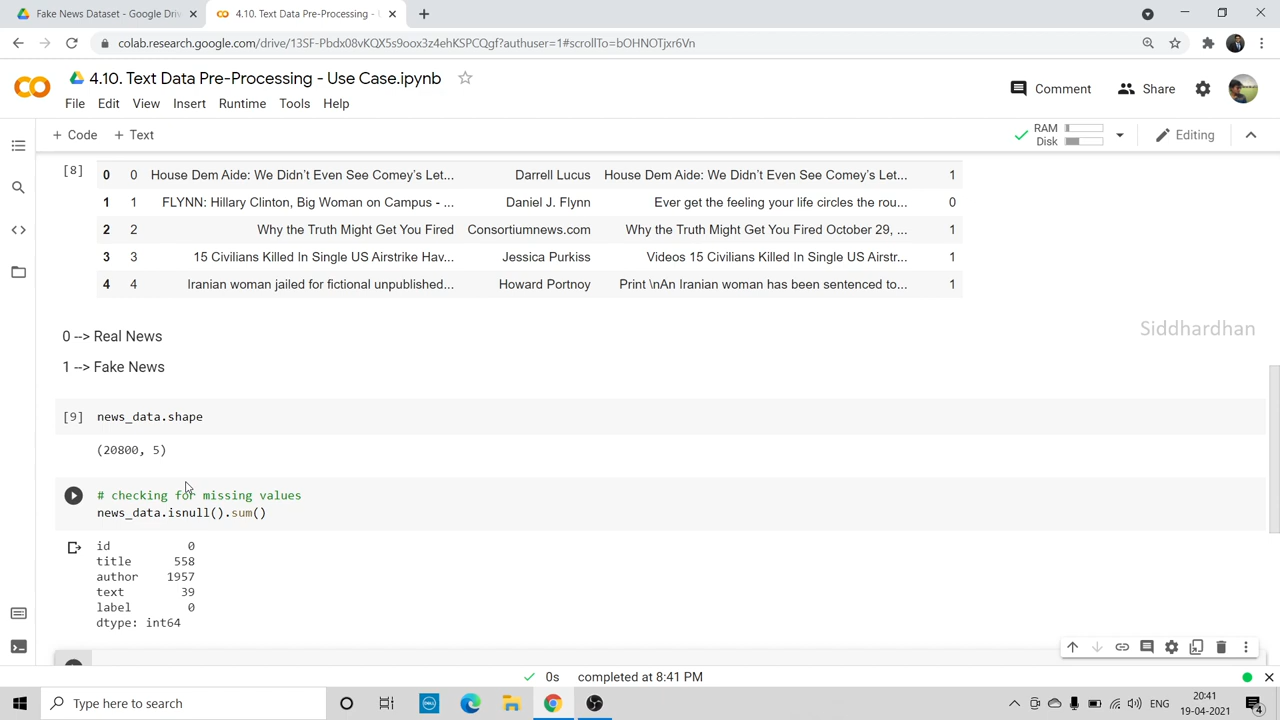 Fake News Dataset - Google Drive
4.10. Text Data Pre-Processing - U
colab.research.google.com/drive/13SF-Pbdx08vKQX5s9oox3z4ehKSPCQgf?authuser=1#scrollTo=bOHNOTjxr6Vn
4.10. Text Data Pre-Processing - Use Case.ipynb
Comment Share
File Edit View Insert Runtime Tools Help
+ Code + Text
RAM
Disk
Editing
[8]
0 0 House Dem Aide: We Didn’t Even See Comey’s Let... Darrell Lucus House Dem Aide: We Didn’t Even See Comey’s Let... 1
1 1 FLYNN: Hillary Clinton, Big Woman on Campus - ... Daniel J. Flynn Ever get the feeling your life circles the rou... 0
2 2 Why the Truth Might Get You Fired Consortiumnews.com Why the Truth Might Get You Fired October 29, ... 1
3 3 15 Civilians Killed In Single US Airstrike Hav... Jessica Purkiss Videos 15 Civilians Killed In Single US Airstr... 1
4 4 Iranian woman jailed for fictional unpublished... Howard Portnoy Print \nAn Iranian woman has been sentenced to... 1
Siddhardhan
0 --> Real News
1 --> Fake News
[9] news_data.shape
(20800, 5)
# checking for missing values
news_data.isnull().sum()
id 0
title 558
author 1957
text 39
label 0
dtype: int64
0s completed at 8:41 PM
Type here to search
ENG
20:41
19-04-2021
4